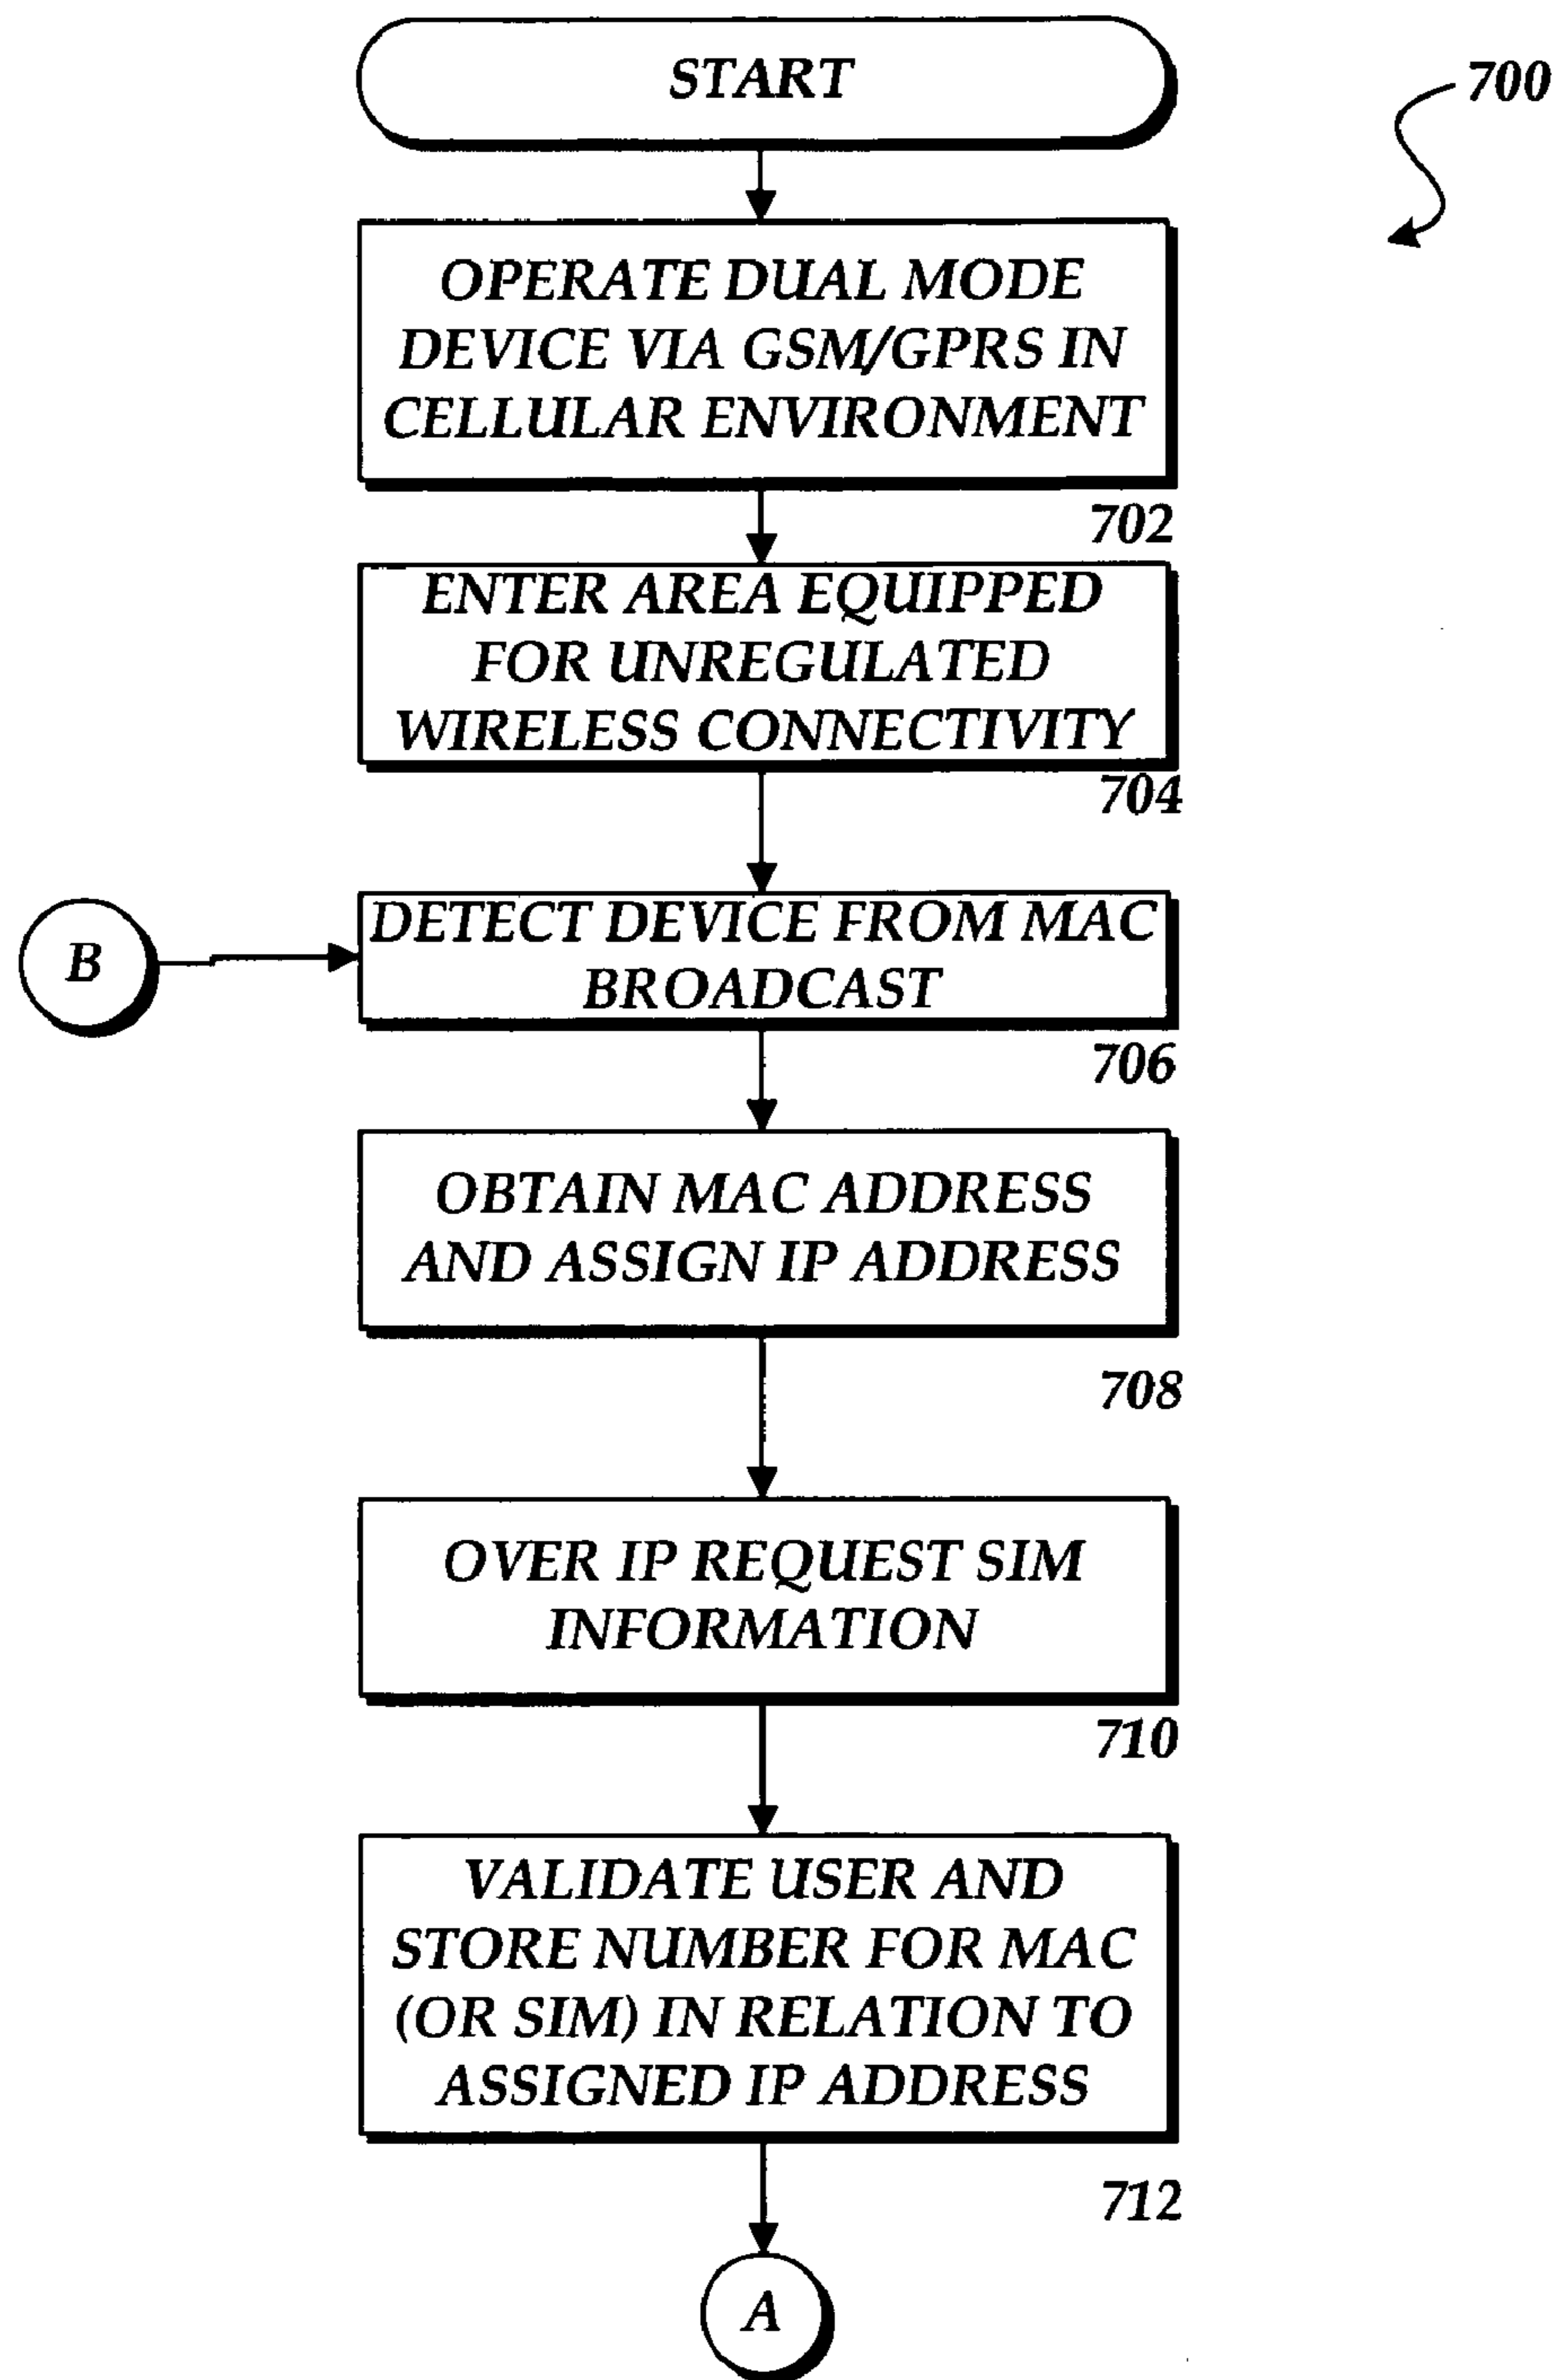 START
700
OPERATE DUAL MODE
DEVICE VIA GSM/GPRS IN
CELLULAR ENVIRONMENT
702
ENTER AREA EQUIPPED
FOR UNREGULATED
WIRELESS CONNECTIVITY
704
B
DETECT DEVICE FROM MAC
BROADCAST
706
OBTAIN MAC ADDRESS
AND ASSIGN IP ADDRESS
708
OVER IP REQUEST SIM
INFORMATION
710
VALIDATE USER AND
STORE NUMBER FOR MAC
(OR SIM) IN RELATION TO
ASSIGNED IP ADDRESS
712
A